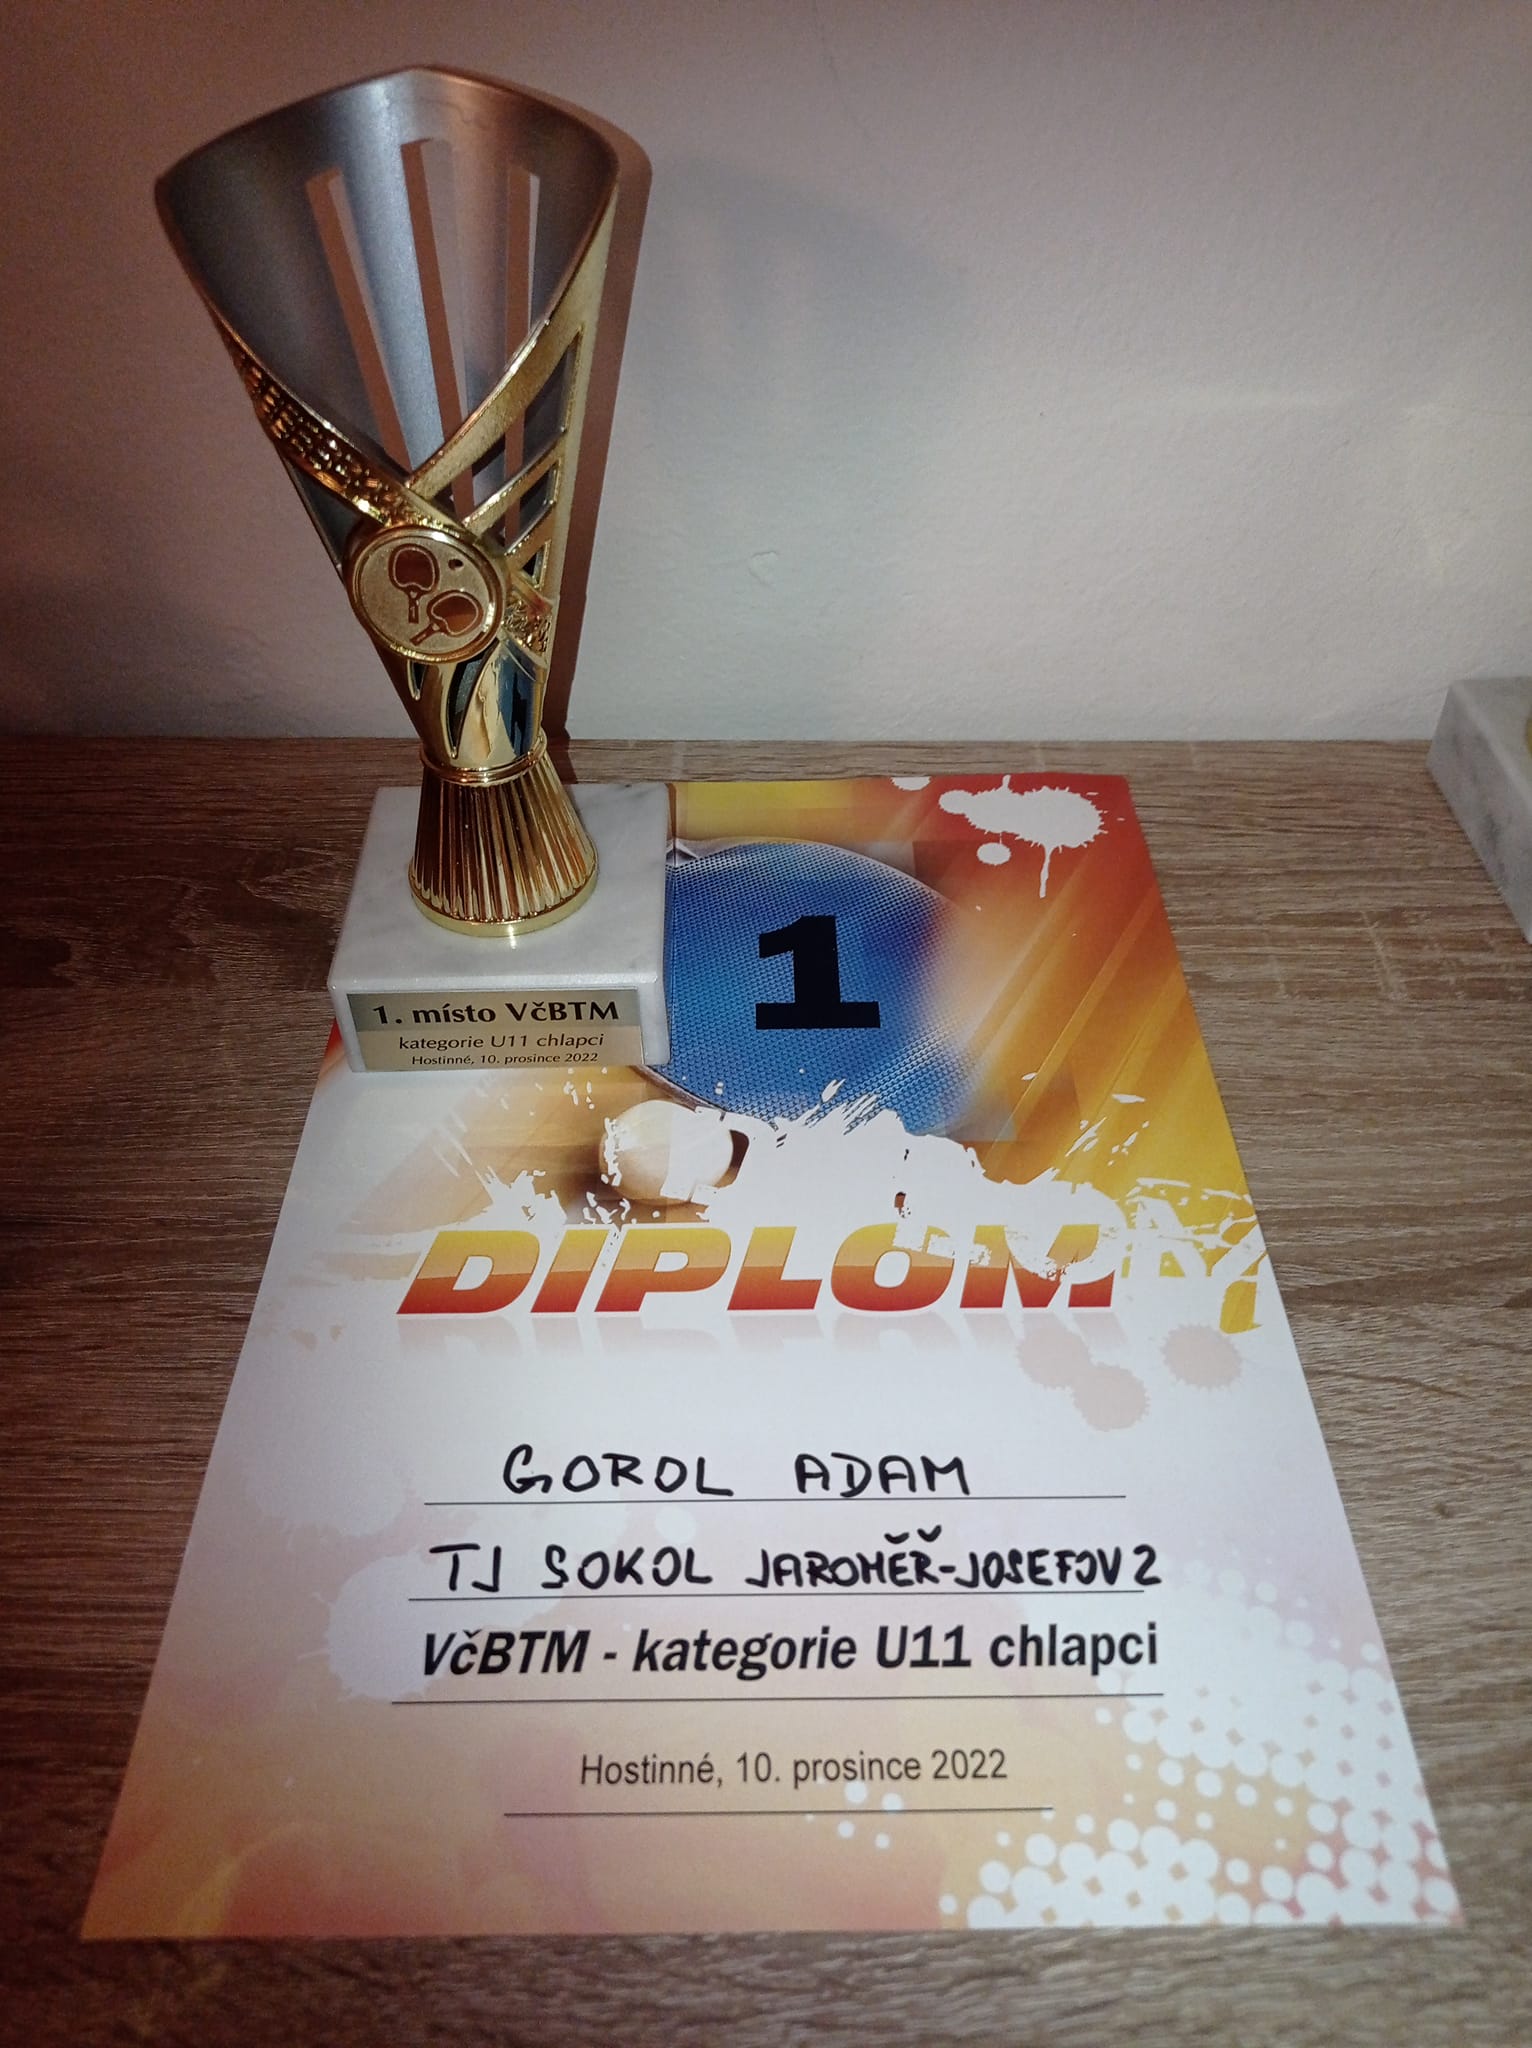 1. místo VčBTM
kategorie U11 chlapci
Hostinné, 10. prosince 2022
1
DIPLOM
GOROL ADAM
TJ SOKOL JAROMĚŘ-JOSEFOV 2
VčBTM - kategorie U11 chlapci
Hostinné, 10. prosince 2022